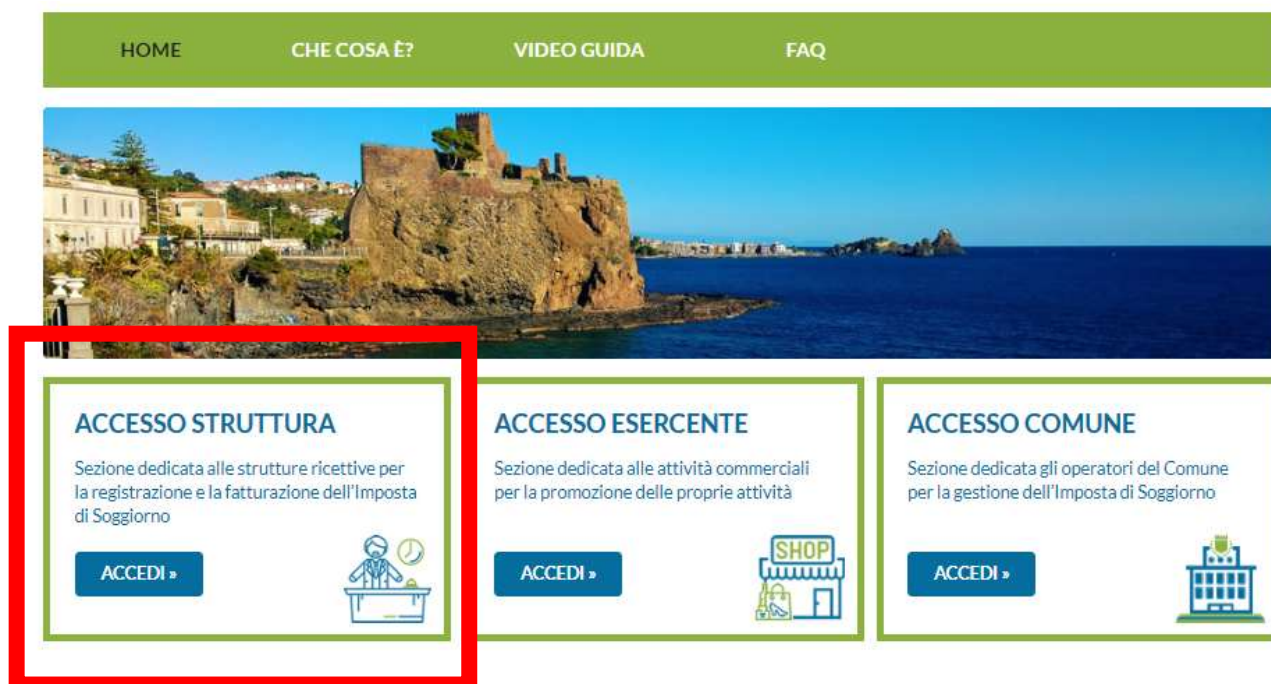 HOME CHE COSA È? VIDEO GUIDA FAQ
ACCESSO STRUTTURA
Sezione dedicata alle strutture ricettive per
la registrazione e la fatturazione dell'Imposta
di Soggiorno
ACCEDI »
ACCESSO ESERCENTE
Sezione dedicata alle attività commerciali
per la promozione delle proprie attività
ACCEDI »
SHOP
ACCESSO COMUNE
Sezione dedicata gli operatori del Comune
per la gestione dell'Imposta di Soggiorno
ACCEDI »